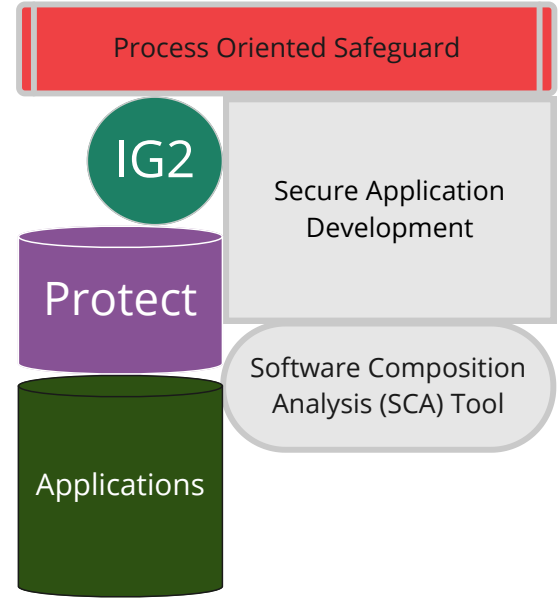 Process Oriented Safeguard
IG2
Secure Application
Development
Protect
Software Composition
Analysis (SCA) Tool
Applications